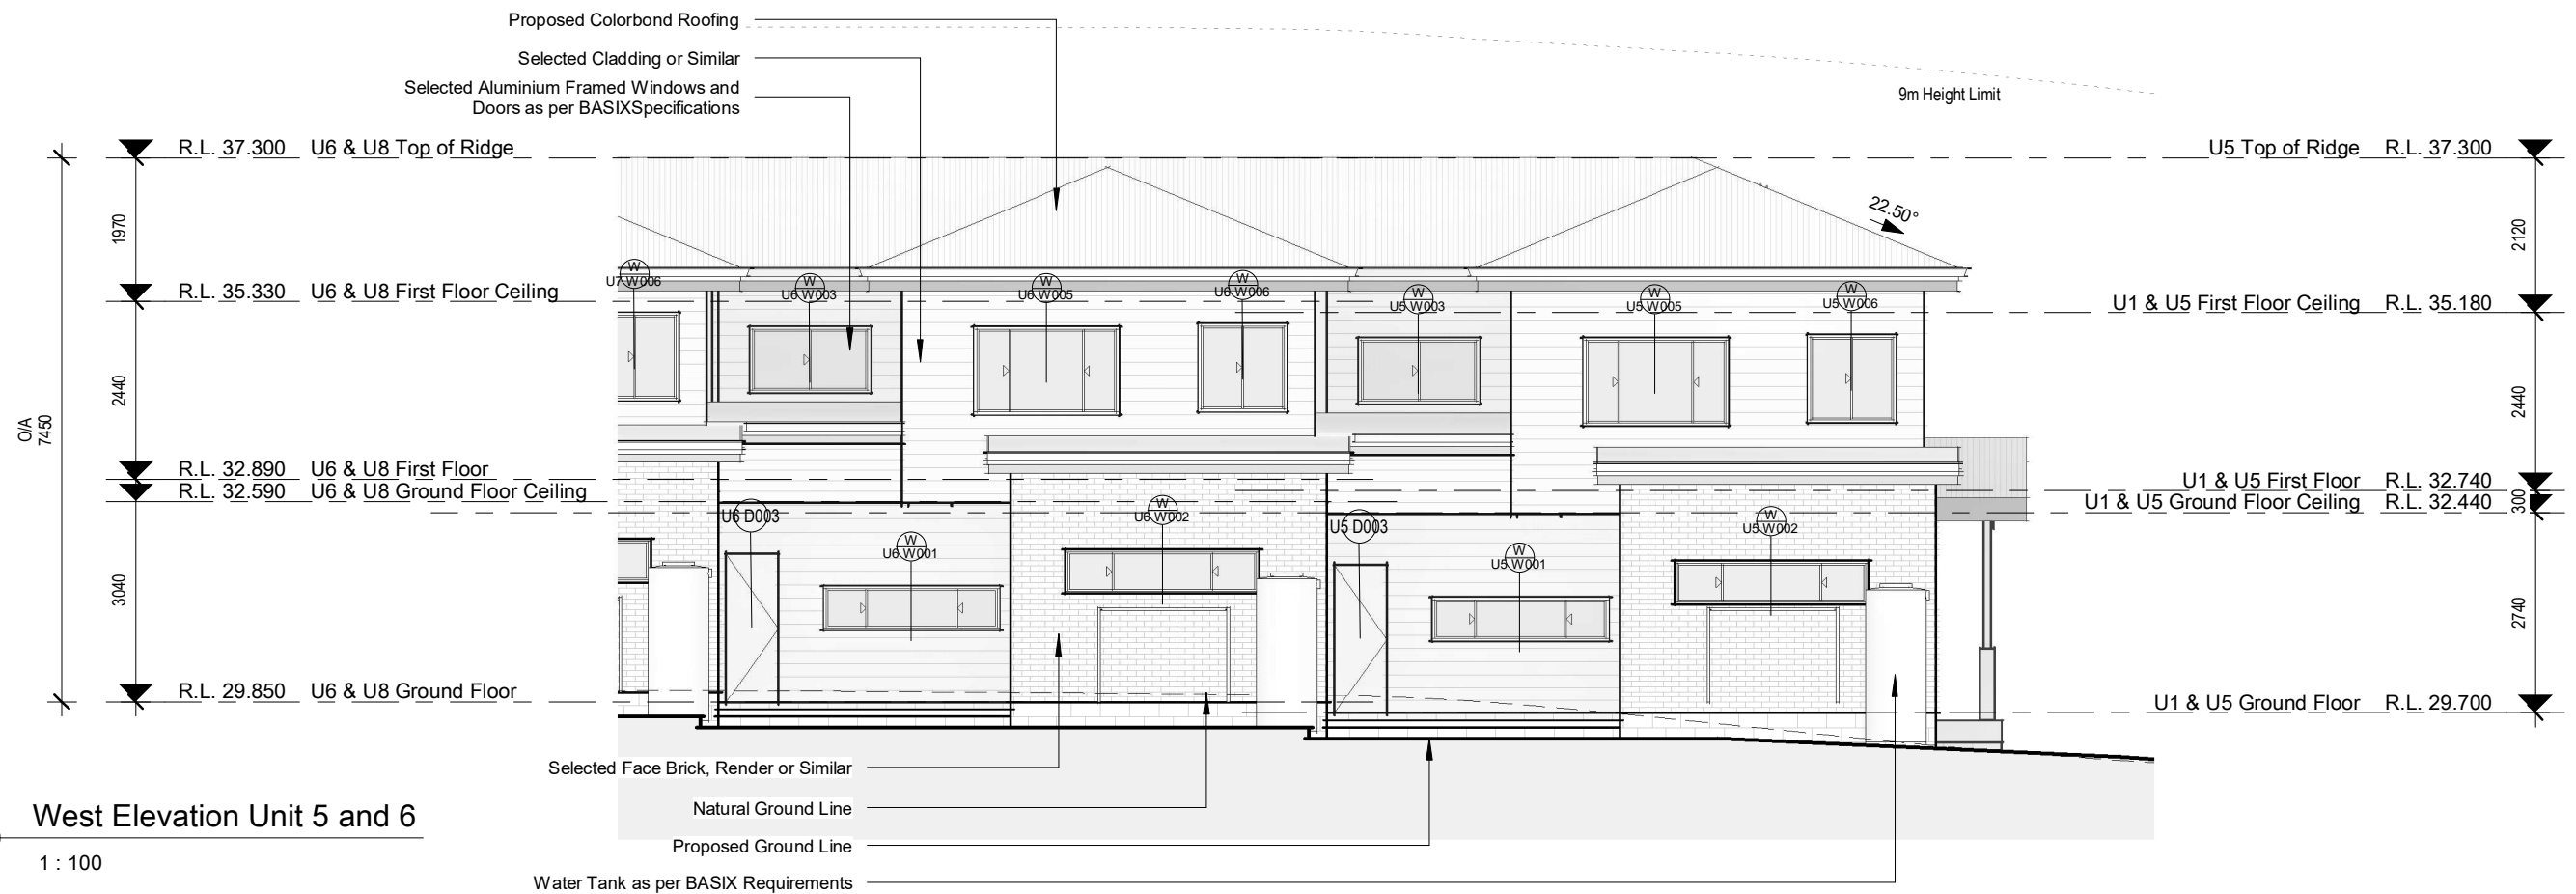 Proposed Colorbond Roofing
Selected Cladding or Similar
Selected Aluminium Framed Windows and
Doors as per BASIXSpecifications
9m Height Limit
R.L. 37.300 U6 & U8 Top of Ridge
U5 Top of Ridge R.L. 37.300
22.50°
1970
2120
W
U7 W006
W
U6 W003
W
U6 W005
W
U6 W006
W
U5 W003
W
U5 W005
W
U5 W006
R.L. 35.330 U6 & U8 First Floor Ceiling
U1 & U5 First Floor Ceiling R.L. 35.180
2440
2440
O/A
7450
R.L. 32.890 U6 & U8 First Floor
R.L. 32.590 U6 & U8 Ground Floor Ceiling
U1 & U5 First Floor R.L. 32.740
U1 & U5 Ground Floor Ceiling R.L. 32.440
300
U6 D003
W
U6 W001
W
U6 W002
U5 D003
W
U5 W001
W
U5 W002
3040
2740
R.L. 29.850 U6 & U8 Ground Floor
U1 & U5 Ground Floor R.L. 29.700
Selected Face Brick, Render or Similar
Natural Ground Line
Proposed Ground Line
Water Tank as per BASIX Requirements
West Elevation Unit 5 and 6
1 : 100